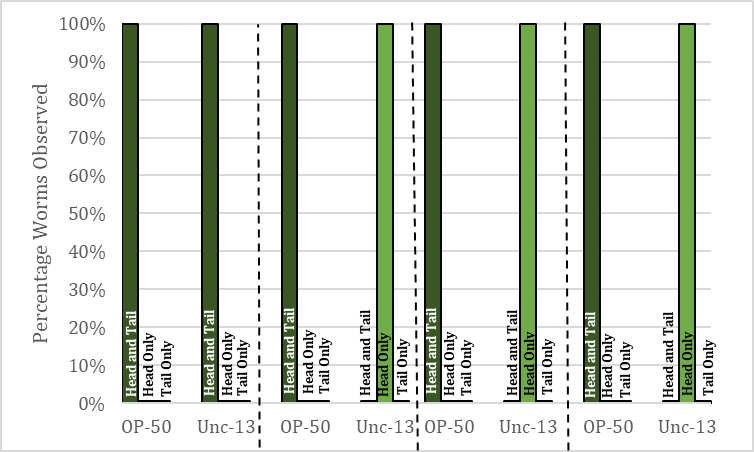 Percentage Worms Observed
100%
90%
80%
70%
60%
50%
40%
30%
20%
10%
0%
Head and Tail
Head Only
Tail Only
Head and Tail
Head Only
Tail Only
Head and Tail
Head Only
Tail Only
Head and Tail
Head Only
Tail Only
Head and Tail
Head Only
Tail Only
Head and Tail
Head Only
Tail Only
Head and Tail
Head Only
Tail Only
Head and Tail
Head Only
Tail Only
OP-50
Unc-13
OP-50
Unc-13
OP-50
Unc-13
OP-50
Unc-13